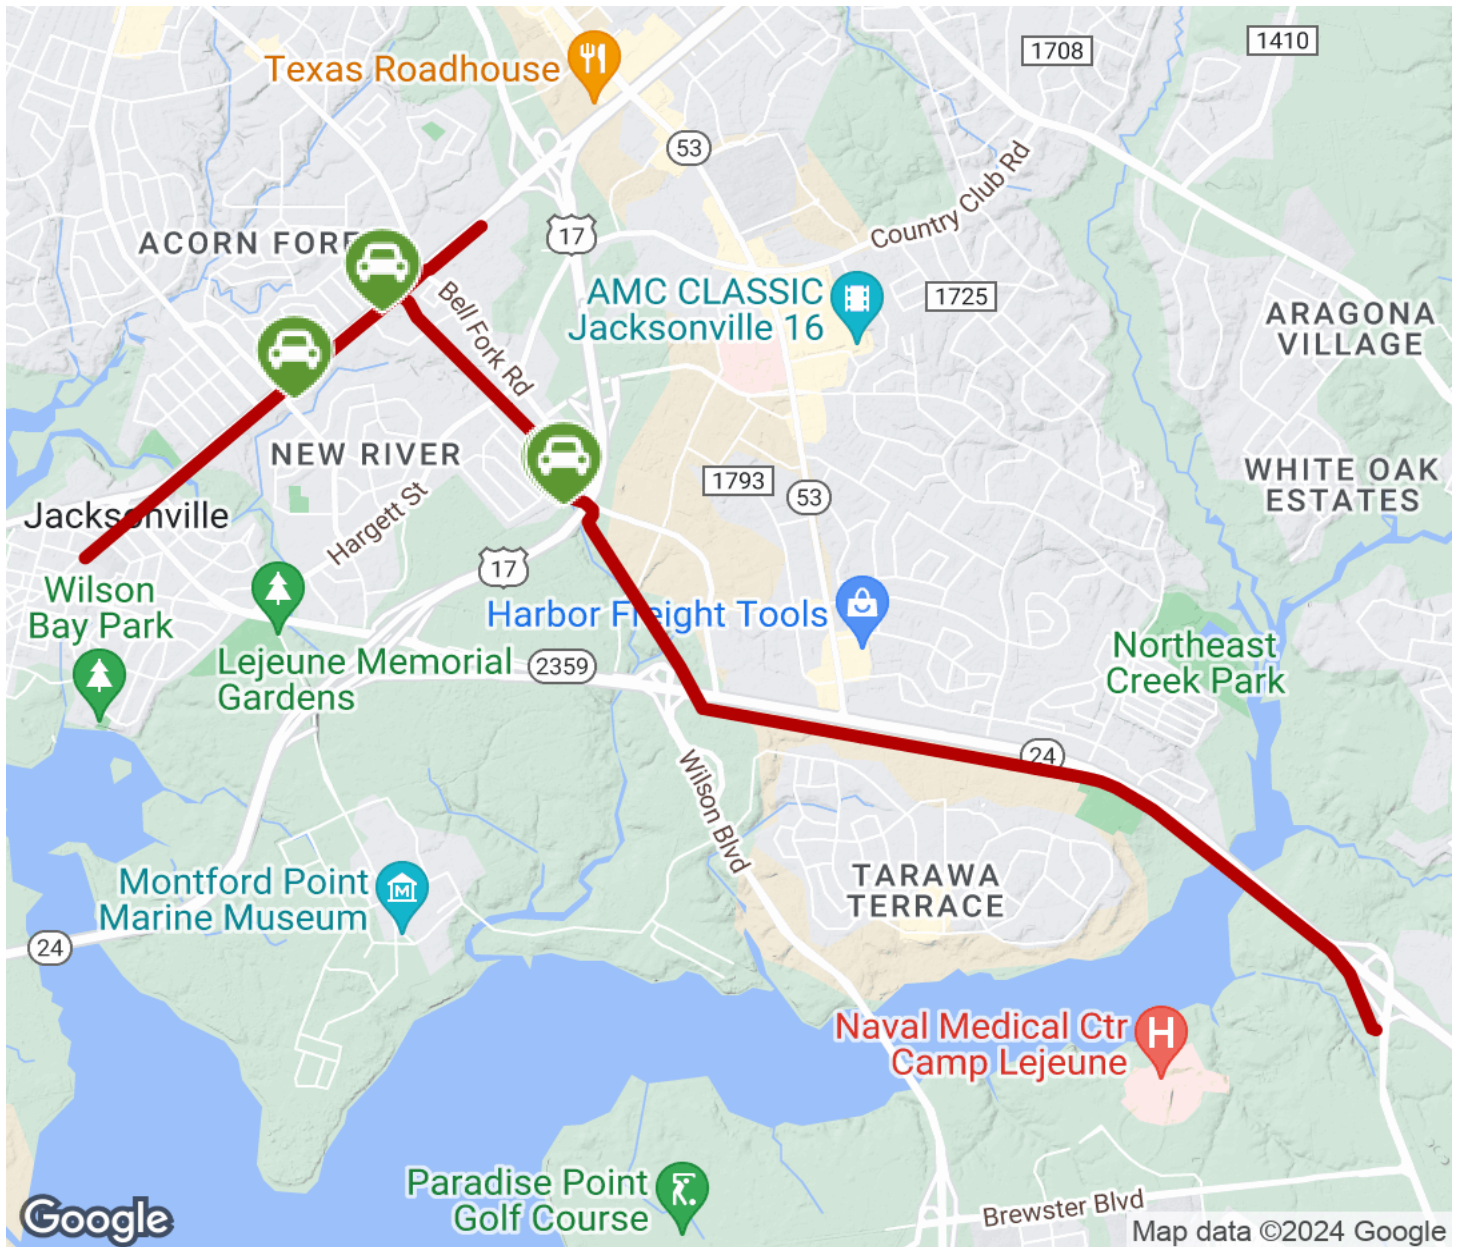 1410
1708
Texas Roadhouse
53
Country Club Rd
17
ACORN FORE
AMC CLASSIC
Jacksonville 16
1725
Bell Fork Rd
ARAGONA
VILLAGE
NEW RIVER
1793
53
WHITE OAK
ESTATES
Jacksonville
Hargett St
17
Wilson
Bay Park
Harbor Freight Tools
Lejeune Memorial
Gardens
2359
Northeast
Creek Park
24
Wilson Blvd
Montford Point
Marine Museum
TARAWA
TERRACE
24
Naval Medical Ctr
Camp Lejeune
H
M
Paradise Point
Golf Course
Brewster Blvd
Google
Map data ©2024 Google